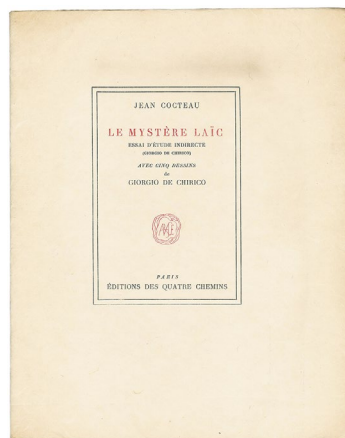 JEAN COCTEAU
LE MYSTÈRE LAÏC
ESSAI D'ÉTUDE INDIRECTE
(GIORGIO DE CHIRICO)
AVEC CINQ DESSINS
de
GIORGIO DE CHIRICO
PARIS
ÉDITIONS DES QUATRE CHEMINS